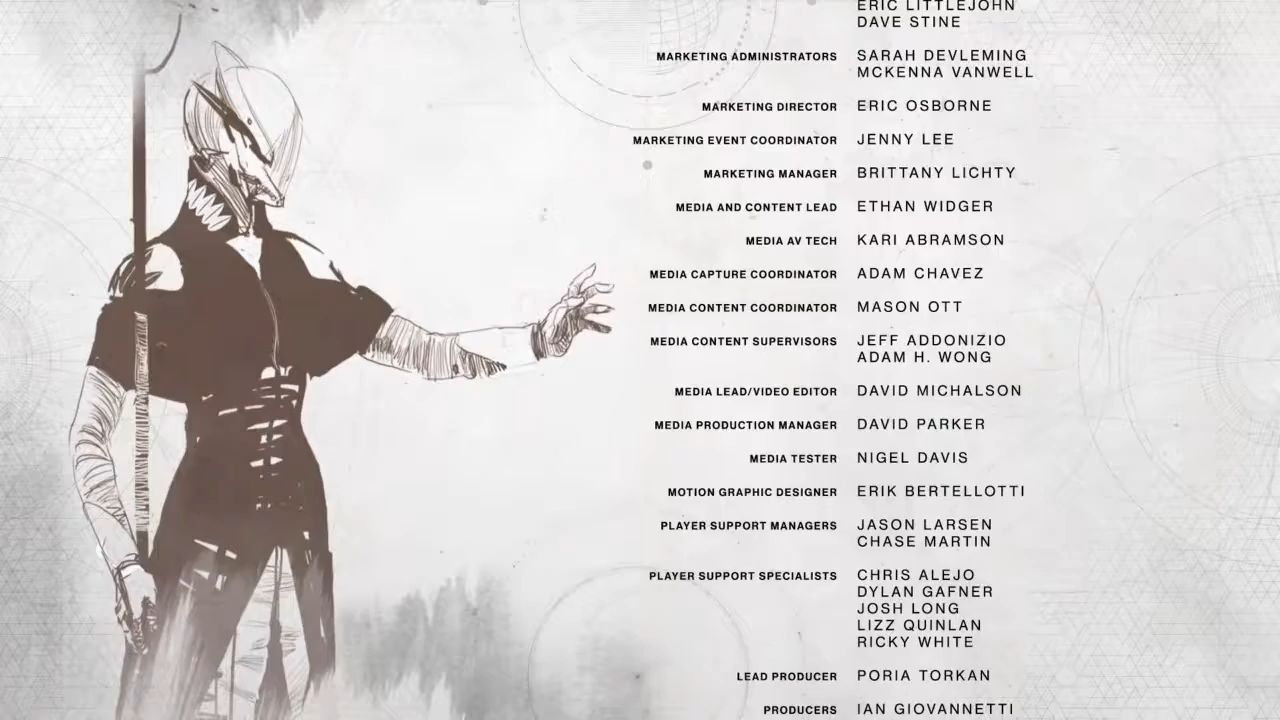 ERIC LITTLEJOHN
DAVE STINE
MARKETING ADMINISTRATORS SARAH DEVLEMING
MCKENNA VANWELL
MARKETING DIRECTOR ERIC OSBORNE
MARKETING EVENT COORDINATOR JENNY LEE
MARKETING MANAGER BRITTANY LICHTY
MEDIA AND CONTENT LEAD ETHAN WIDGER
MEDIA AV TECH KARI ABRAMSON
MEDIA CAPTURE COORDINATOR ADAM CHAVEZ
MEDIA CONTENT COORDINATOR MASON OTT
MEDIA CONTENT SUPERVISORS JEFF ADDONIZIO
ADAM H. WONG
MEDIA LEAD/VIDEO EDITOR DAVID MICHALSON
MEDIA PRODUCTION MANAGER DAVID PARKER
MEDIA TESTER NIGEL DAVIS
MOTION GRAPHIC DESIGNER ERIK BERTELLOTTI
PLAYER SUPPORT MANAGERS JASON LARSEN
CHASE MARTIN
PLAYER SUPPORT SPECIALISTS CHRIS ALEJO
DYLAN GAFNER
JOSH LONG
LIZZ QUINLAN
RICKY WHITE
LEAD PRODUCER PORIA TORKAN
PRODUCERS IAN GIOVANNETTI